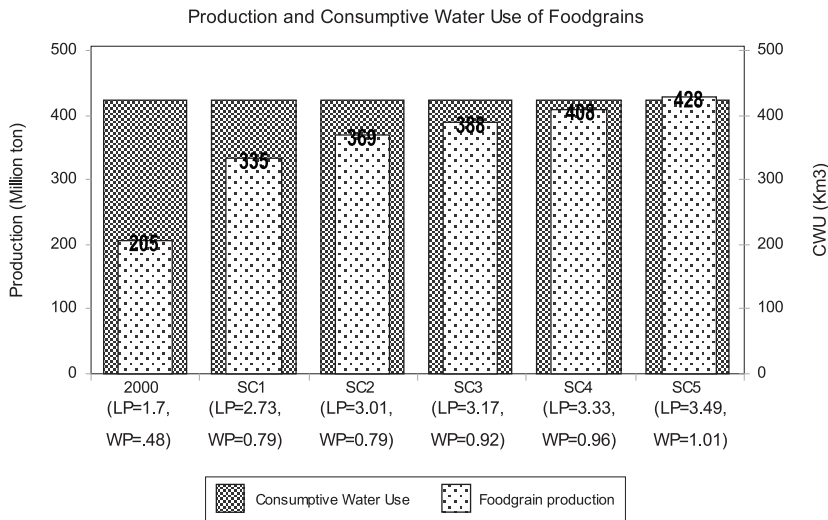 Production and Consumptive Water Use of Foodgrains
Production (Million ton)
500
400
300
200
100
0
205
335
369
388
408
428
500
400
300
200
100
0
CWU (Km3)
2000 SC1 SC2 SC3 SC4 SC5
(LP=1.7, (LP=2.73, (LP=3.01, (LP=3.17, (LP=3.33, (LP=3.49,
WP=.48) WP=0.79) WP=0.79) WP=0.92) WP=0.96) WP=1.01)
Consumptive Water Use Foodgrain production